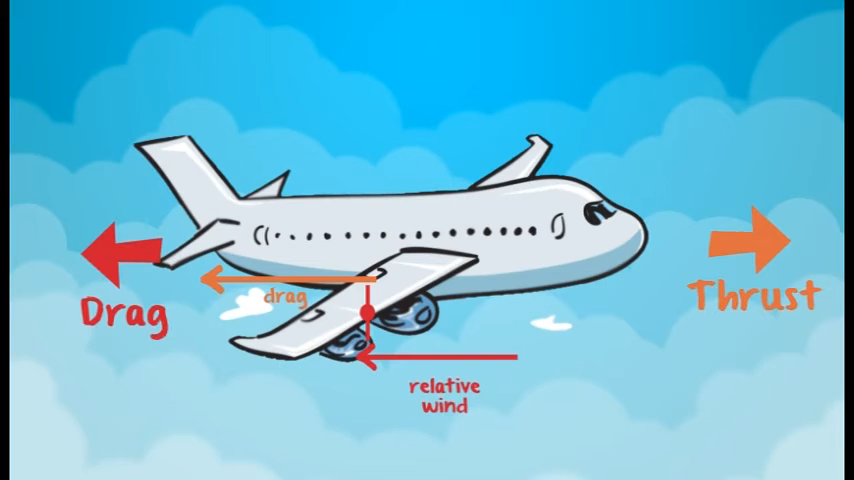 drag
Drag
Thrust
relative
wind